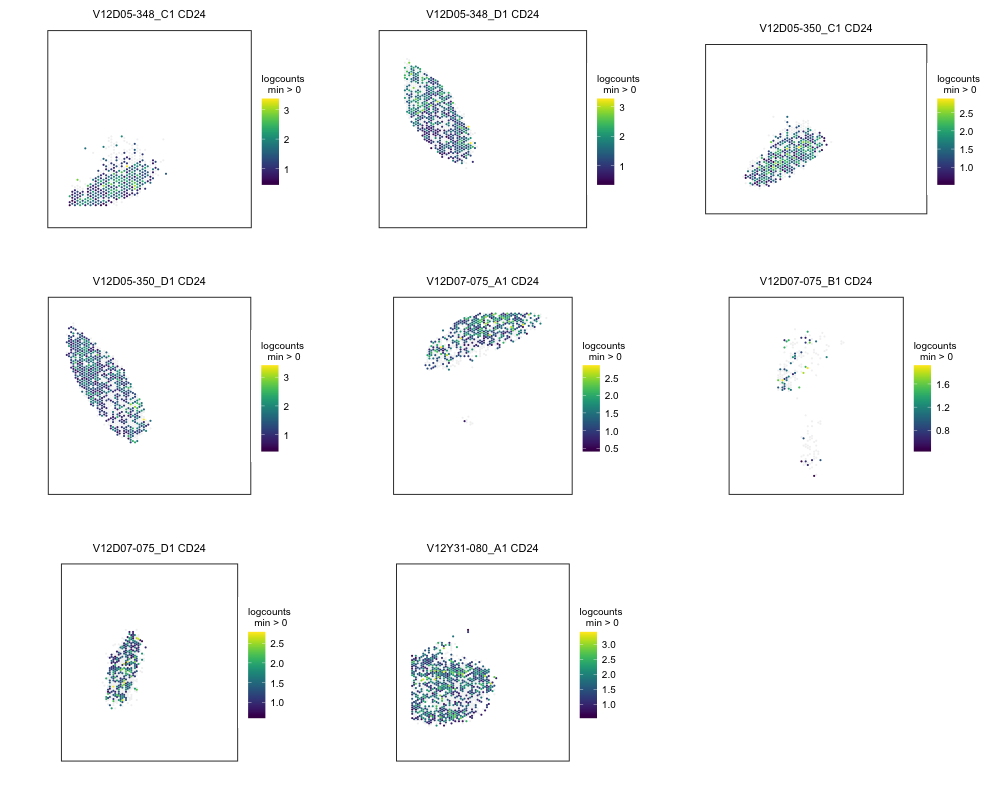 V12D05-348_C1 CD24
logcounts
min > 0
3
2
1
V12D05-348_D1 CD24
logcounts
min > 0
3
2
1
V12D05-350_C1 CD24
logcounts
min > 0
2.5
2.0
1.5
1.0
V12D05-350_D1 CD24
logcounts
min > 0
3
2
1
V12D07-075_A1 CD24
logcounts
min > 0
2.5
2.0
1.5
1.0
0.5
V12D07-075_B1 CD24
logcounts
min > 0
1.6
1.2
0.8
V12D07-075_D1 CD24
logcounts
min > 0
2.5
2.0
1.5
1.0
V12Y31-080_A1 CD24
logcounts
min > 0
3.0
2.5
2.0
1.5
1.0